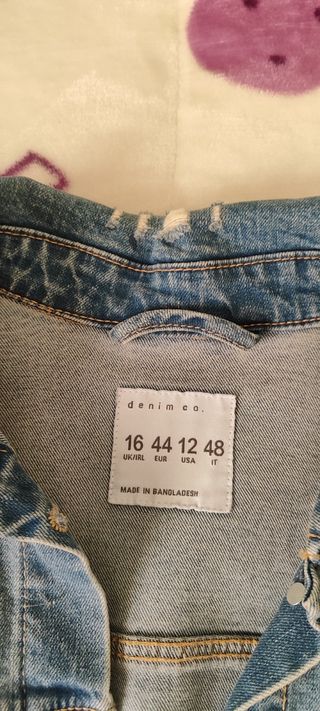 denim co.
16 44 12 48
UK/IRL EUR USA IT
MADE IN BANGLADESH